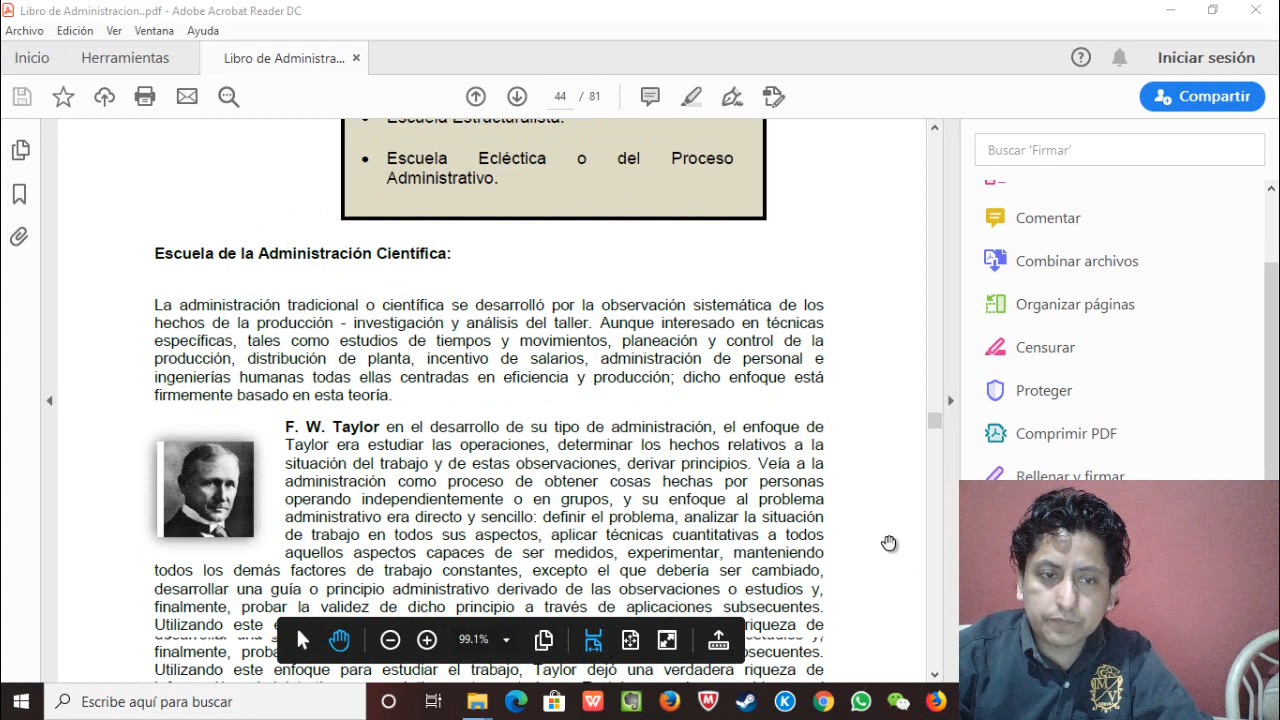 Libro de Administracion..pdf - Adobe Acrobat Reader DC
Archivo Edición Ver Ventana Ayuda
Inicio Herramientas Libro de Administra... × Iniciar sesión
44 / 81 Compartir
Escuela Estructuralista.
• Escuela Ecléctica o del Proceso
Administrativo.
Escuela de la Administración Científica:
La administración tradicional o científica se desarrolló por la observación sistemática de los
hechos de la producción - investigación y análisis del taller. Aunque interesado en técnicas
específicas, tales como estudios de tiempos y movimientos, planeación y control de la
producción, distribución de planta, incentivo de salarios, administración de personal e
ingenierías humanas todas ellas centradas en eficiencia y producción; dicho enfoque está
firmemente basado en esta teoría.
F. W. Taylor en el desarrollo de su tipo de administración, el enfoque de
Taylor era estudiar las operaciones, determinar los hechos relativos a la
situación del trabajo y de estas observaciones, derivar principios. Veía a la
administración como proceso de obtener cosas hechas por personas
operando independientemente o en grupos, y su enfoque al problema
administrativo era directo y sencillo: definir el problema, analizar la situación
de trabajo en todos sus aspectos, aplicar técnicas cuantitativas a todos
aquellos aspectos capaces de ser medidos, experimentar, manteniendo
todos los demás factores de trabajo constantes, excepto el que debería ser cambiado,
desarrollar una guía o principio administrativo derivado de las observaciones o estudios y,
finalmente, probar la validez de dicho principio a través de aplicaciones subsecuentes.
Utilizando este riqueza de
finalmente, proba bsecuentes.
Utilizando este enfoque para estudiar el trabajo, Taylor dejó una verdadera riqueza de
99.1%
Buscar 'Firmar'
Comentar
Combinar archivos
Organizar páginas
Censurar
Proteger
Comprimir PDF
Rellenar y firmar
Escribe aquí para buscar